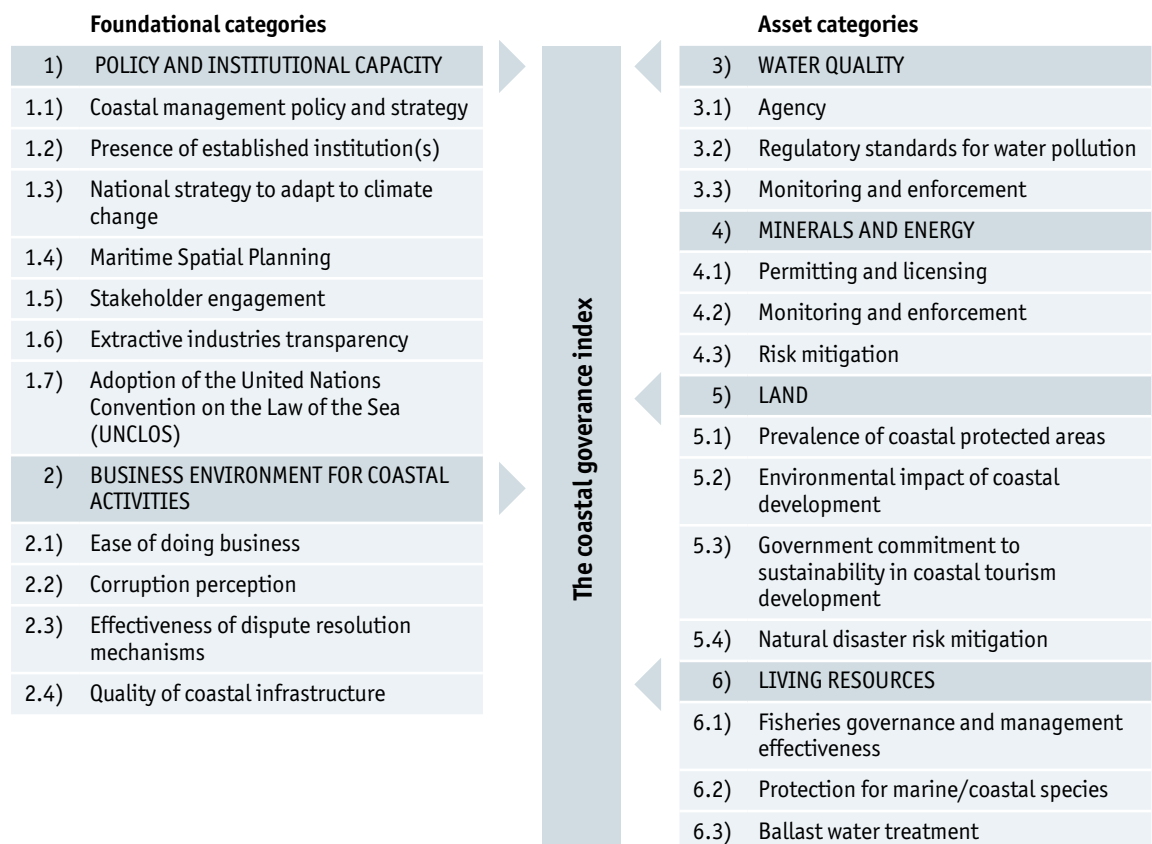 Foundational categories
1) POLICY AND INSTITUTIONAL CAPACITY
1.1) Coastal management policy and strategy
1.2) Presence of established institution(s)
1.3) National strategy to adapt to climate
change
1.4) Maritime Spatial Planning
1.5) Stakeholder engagement
1.6) Extractive industries transparency
1.7) Adoption of the United Nations
Convention on the Law of the Sea
(UNCLOS)
2) BUSINESS ENVIRONMENT FOR COASTAL
ACTIVITIES
2.1) Ease of doing business
2.2) Corruption perception
2.3) Effectiveness of dispute resolution
mechanisms
2.4) Quality of coastal infrastructure
The coastal goverance index
Asset categories
3) WATER QUALITY
3.1) Agency
3.2) Regulatory standards for water pollution
3.3) Monitoring and enforcement
4) MINERALS AND ENERGY
4.1) Permitting and licensing
4.2) Monitoring and enforcement
4.3) Risk mitigation
5) LAND
5.1) Prevalence of coastal protected areas
5.2) Environmental impact of coastal
development
5.3) Government commitment to
sustainability in coastal tourism
development
5.4) Natural disaster risk mitigation
6) LIVING RESOURCES
6.1) Fisheries governance and management
effectiveness
6.2) Protection for marine/coastal species
6.3) Ballast water treatment